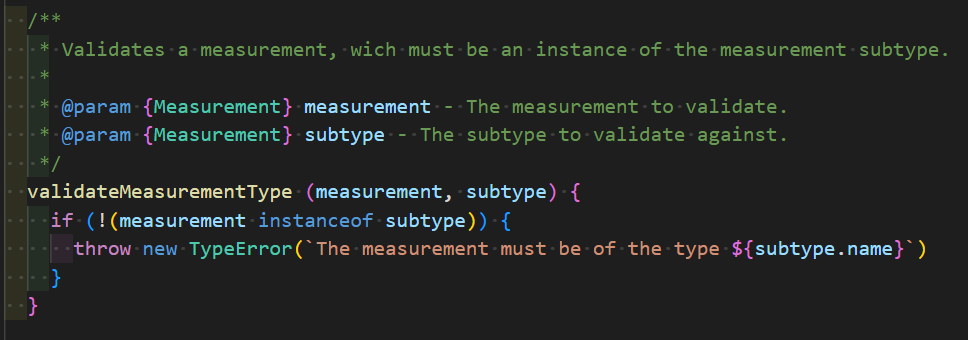 /**
 * Validates a measurement, wich must be an instance of the measurement subtype.
 *
 * @param {Measurement} measurement - The measurement to validate.
 * @param {Measurement} subtype - The subtype to validate against.
 */
validateMeasurementType (measurement, subtype) {
  if (!(measurement instanceof subtype)) {
    throw new TypeError(`The measurement must be of the type ${subtype.name}`)
  }
}